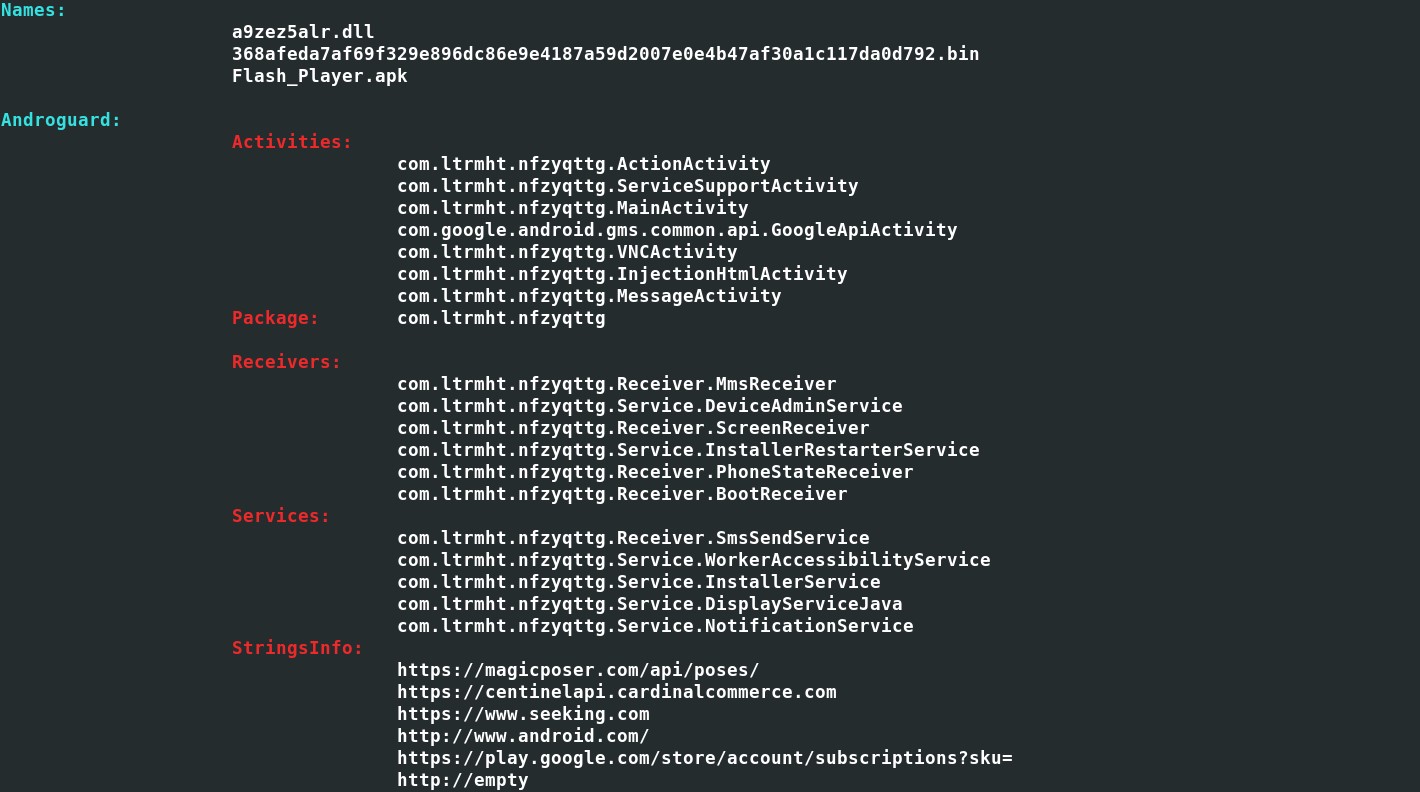 Names:
a9zez5alr.dll
368afeda7af69f329e896dc86e9e4187a59d2007e0e4b47af30a1c117da0d792.bin
Flash_Player.apk
Androguard:
Activities:
com.ltrmht.nfzyqttg.ActionActivity
com.ltrmht.nfzyqttg.ServiceSupportActivity
com.ltrmht.nfzyqttg.MainActivity
com.google.android.gms.common.api.GoogleApiActivity
com.ltrmht.nfzyqttg.VNCActivity
com.ltrmht.nfzyqttg.InjectionHtmlActivity
com.ltrmht.nfzyqttg.MessageActivity
Package: com.ltrmht.nfzyqttg
Receivers:
com.ltrmht.nfzyqttg.Receiver.MmsReceiver
com.ltrmht.nfzyqttg.Service.DeviceAdminService
com.ltrmht.nfzyqttg.Receiver.ScreenReceiver
com.ltrmht.nfzyqttg.Service.InstallerRestarterService
com.ltrmht.nfzyqttg.Receiver.PhoneStateReceiver
com.ltrmht.nfzyqttg.Receiver.BootReceiver
Services:
com.ltrmht.nfzyqttg.Receiver.SmsSendService
com.ltrmht.nfzyqttg.Service.WorkerAccessibilityService
com.ltrmht.nfzyqttg.Service.InstallerService
com.ltrmht.nfzyqttg.Service.DisplayServiceJava
com.ltrmht.nfzyqttg.Service.NotificationService
StringsInfo:
https://magicposer.com/api/poses/
https://centinelapi.cardinalcommerce.com
https://www.seeking.com
http://www.android.com/
https://play.google.com/store/account/subscriptions?sku=
http://empty